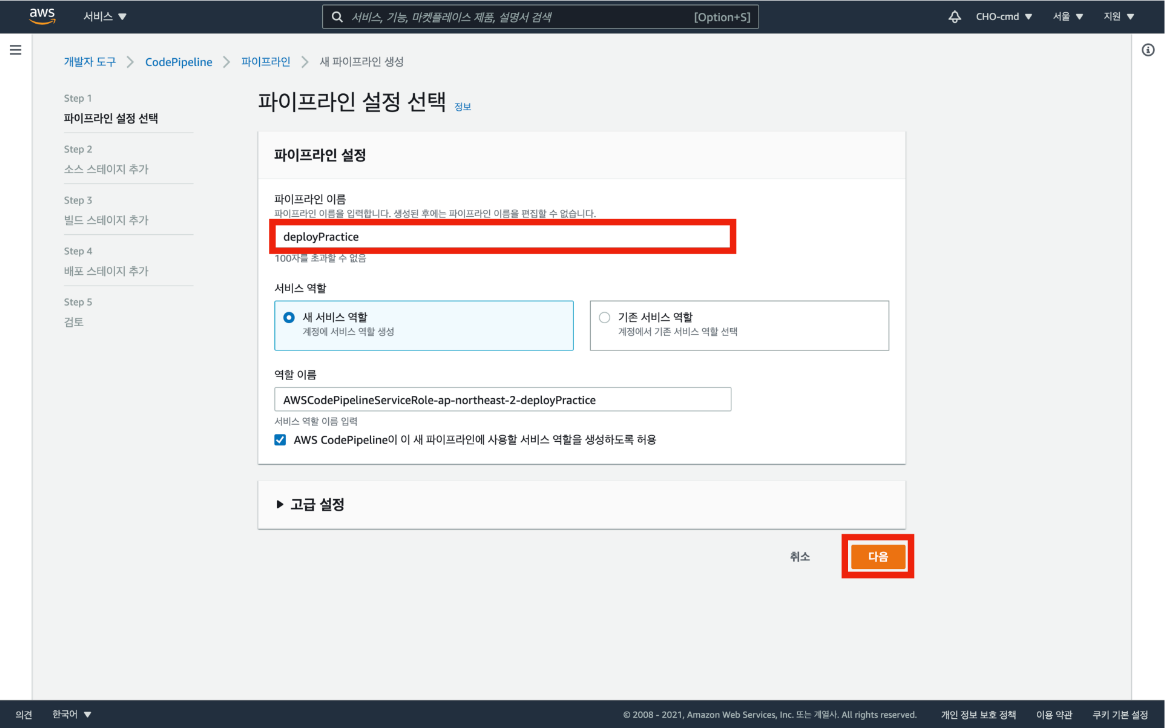 aws 서비스 ▼ 서비스, 기능, 마켓플레이스 제품, 설명서 검색 [Option+S] CHO-cmd ▼ 서울 ▼ 지원 ▼
개발자 도구 > CodePipeline > 파이프라인 > 새 파이프라인 생성
Step 1
파이프라인 설정 선택
Step 2
소스 스테이지 추가
Step 3
빌드 스테이지 추가
Step 4
배포 스테이지 추가
Step 5
검토
파이프라인 설정 선택 정보
파이프라인 설정
파이프라인 이름
파이프라인 이름을 입력합니다. 생성된 후에는 파이프라인 이름을 편집할 수 없습니다.
deployPractice
100자를 초과할 수 없음
서비스 역할
새 서비스 역할
계정에 서비스 역할 생성
기존 서비스 역할
계정에서 기존 서비스 역할 선택
역할 이름
AWSCodePipelineServiceRole-ap-northeast-2-deployPractice
서비스 역할 이름 입력
AWS CodePipeline이 이 새 파이프라인에 사용할 서비스 역할을 생성하도록 허용
▶ 고급 설정
취소 다음
의견 한국어 ▼ © 2008 - 2021, Amazon Web Services, Inc. 또는 계열사. All rights reserved. 개인 정보 보호 정책 이용 약관 쿠키 기본 설정